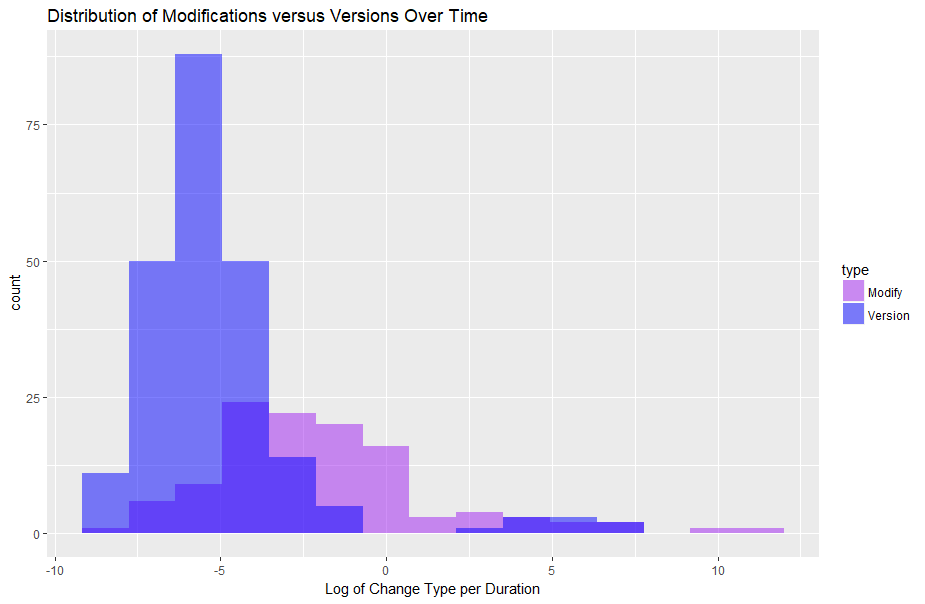 Distribution of Modifications versus Versions Over Time
75
50
25
0
count
-10
-5
0
5
10
Log of Change Type per Duration
type
Modify
Version